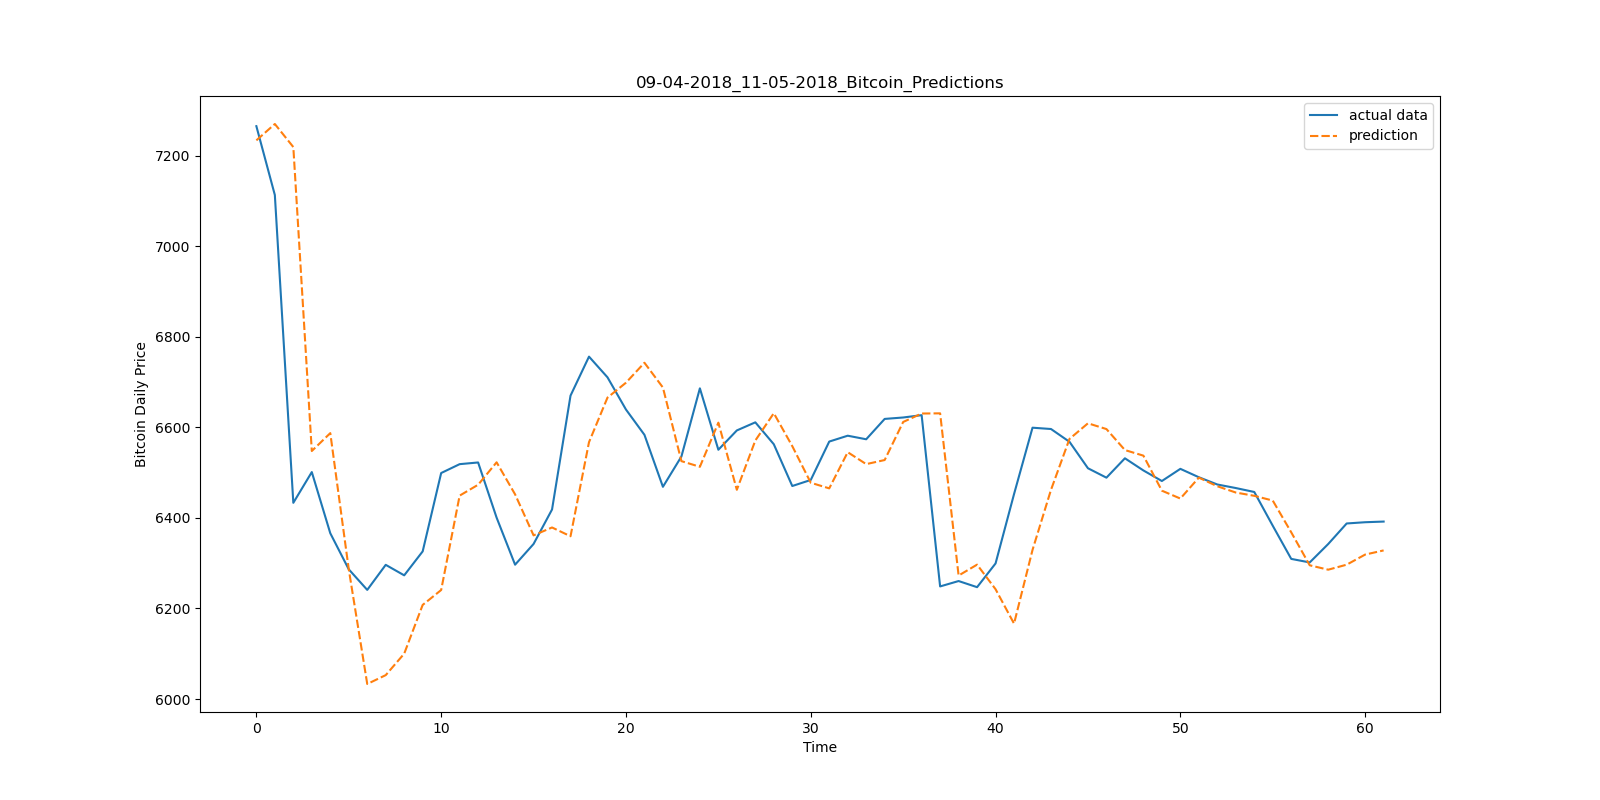 09-04-2018_11-05-2018_Bitcoin_Predictions
actual data
prediction
7200
7000
6800
6600
6400
6200
6000
Bitcoin Daily Price
0 10 20 30 40 50 60
Time